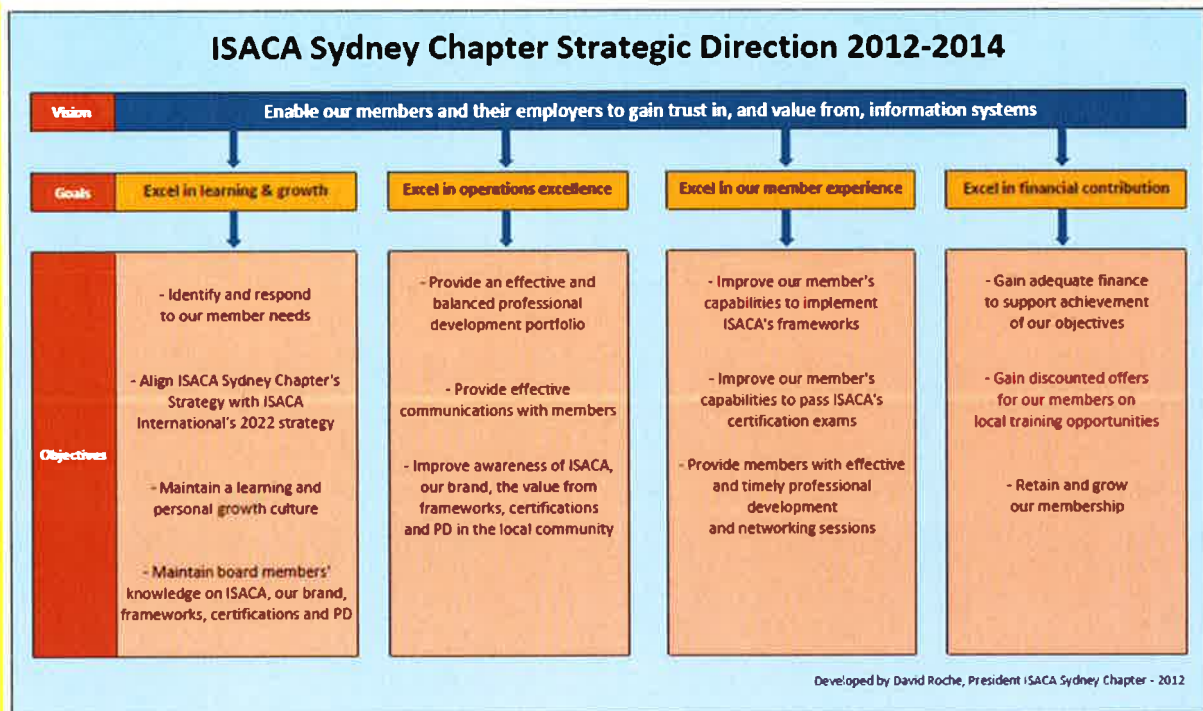 ISACA Sydney Chapter Strategic Direction 2012-2014
Vision
Enable our members and their employers to gain trust in, and value from, information systems
Goals
Excel in learning & growth
Excel in operations excellence
Excel in our member experience
Excel in financial contribution
Objectives
- Identify and respond
to our member needs
- Align ISACA Sydney Chapter's
Strategy with ISACA
International's 2022 strategy
- Maintain a learning and
personal growth culture
- Maintain board members'
knowledge on ISACA, our brand,
frameworks, certifications and PD
- Provide an effective and
balanced professional
development portfolio
- Provide effective
communications with members
- Improve awareness of ISACA,
our brand, the value from
frameworks, certifications
and PD in the local community
- Improve our member's
capabilities to implement
ISACA's frameworks
- Improve our member's
capabilities to pass ISACA's
certification exams
- Provide members with effective
and timely professional
development
and networking sessions
- Gain adequate finance
to support achievement
of our objectives
- Gain discounted offers
for our members on
local training opportunities
- Retain and grow
our membership
Developed by David Roche, President ISACA Sydney Chapter - 2012